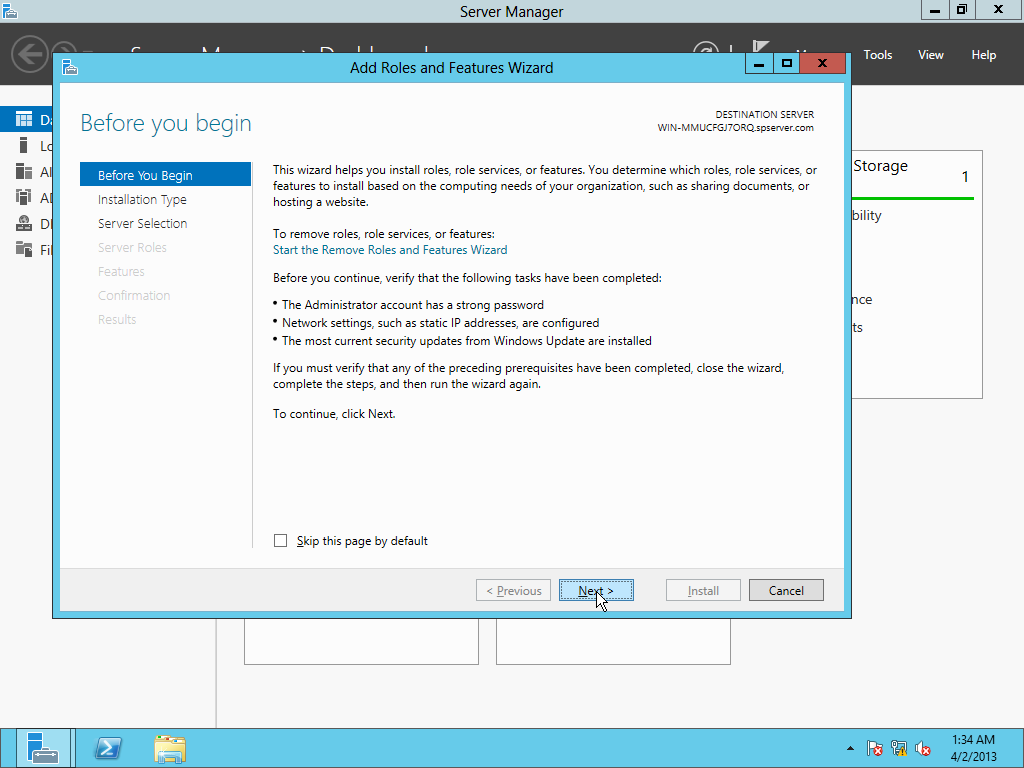 Server Manager
Tools View Help
Add Roles and Features Wizard
Before you begin
DESTINATION SERVER
WIN-MMUCFGJ7ORQ.spserver.com
Before You Begin
Installation Type
Server Selection
Server Roles
Features
Confirmation
Results
This wizard helps you install roles, role services, or features. You determine which roles, role services, or
features to install based on the computing needs of your organization, such as sharing documents, or
hosting a website.
To remove roles, role services, or features:
Start the Remove Roles and Features Wizard
Before you continue, verify that the following tasks have been completed:
• The Administrator account has a strong password
• Network settings, such as static IP addresses, are configured
• The most current security updates from Windows Update are installed
If you must verify that any of the preceding prerequisites have been completed, close the wizard,
complete the steps, and then run the wizard again.
To continue, click Next.
Skip this page by default
< Previous
Next >
Install
Cancel
Storage
1
bility
nce
ts
1:34 AM
4/2/2013